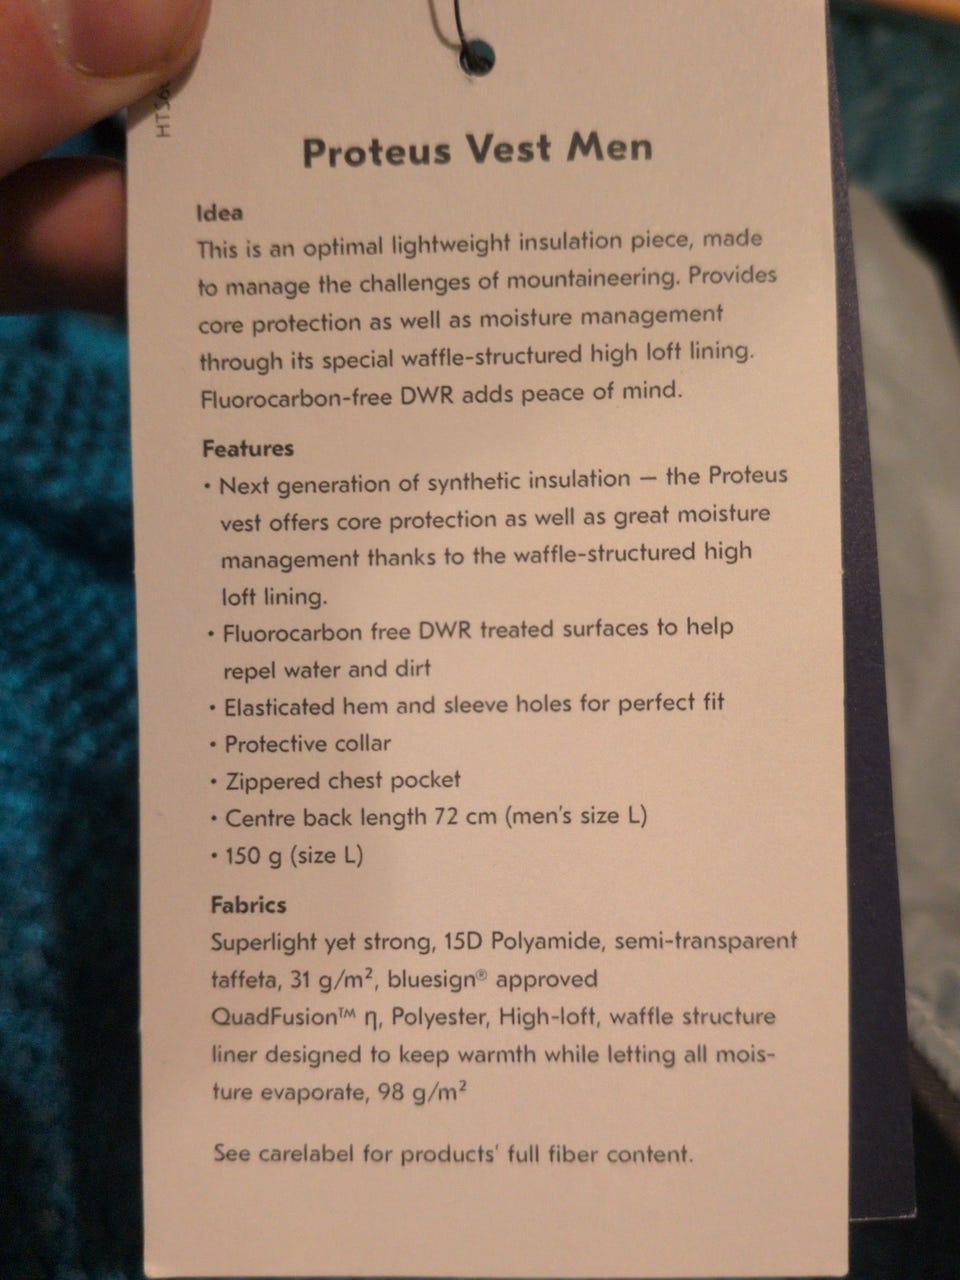 Proteus Vest Men
Idea
This is an optimal lightweight insulation piece, made
to manage the challenges of mountaineering. Provides
core protection as well as moisture management
through its special waffle-structured high loft lining.
Fluorocarbon-free DWR adds peace of mind.
Features
• Next generation of synthetic insulation – the Proteus
vest offers core protection as well as great moisture
management thanks to the waffle-structured high
loft lining.
• Fluorocarbon free DWR treated surfaces to help
repel water and dirt
• Elasticated hem and sleeve holes for perfect fit
• Protective collar
• Zippered chest pocket
• Centre back length 72 cm (men's size L)
• 150 g (size L)
Fabrics
Superlight yet strong, 15D Polyamide, semi-transparent
taffeta, 31 g/m², bluesign® approved
QuadFusion™ η, Polyester, High-loft, waffle structure
liner designed to keep warmth while letting all mois-
ture evaporate, 98 g/m²
See carelabel for products' full fiber content.